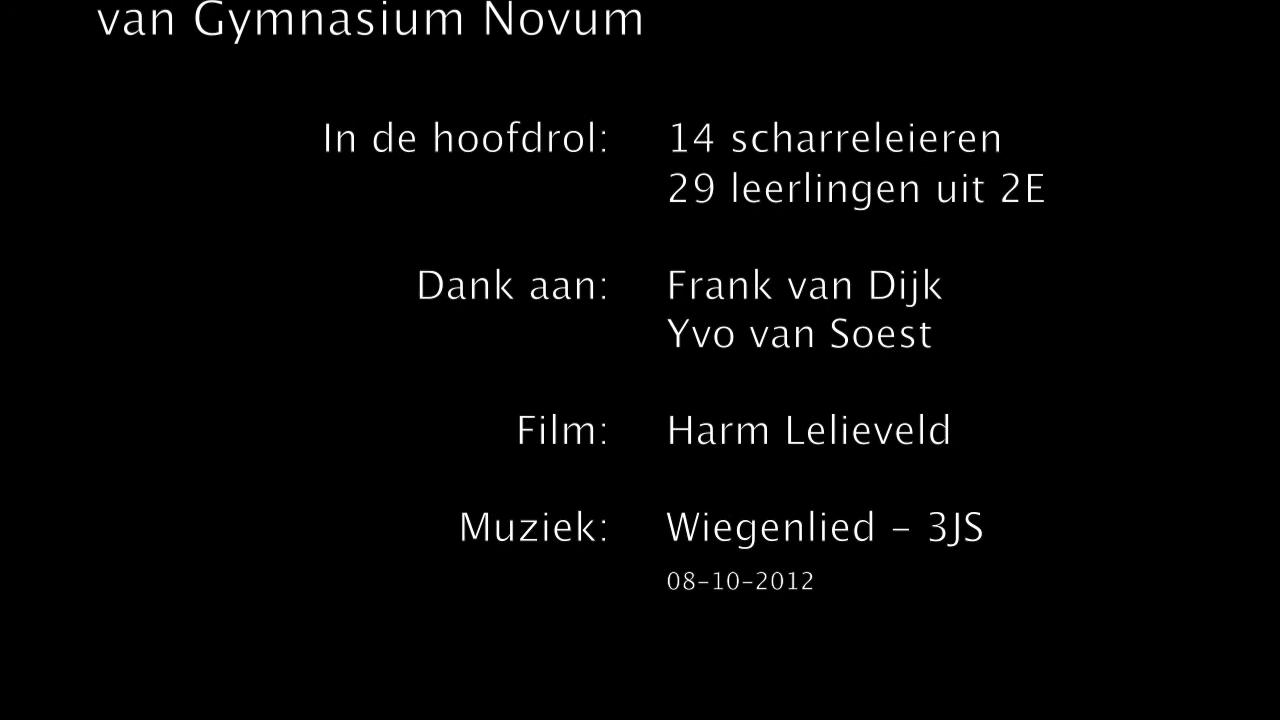 van Gymnasium Novum
In de hoofdrol: 14 scharreleieren
29 leerlingen uit 2E
Dank aan: Frank van Dijk
Yvo van Soest
Film: Harm Lelieveld
Muziek: Wiegenlied – 3JS
08-10-2012